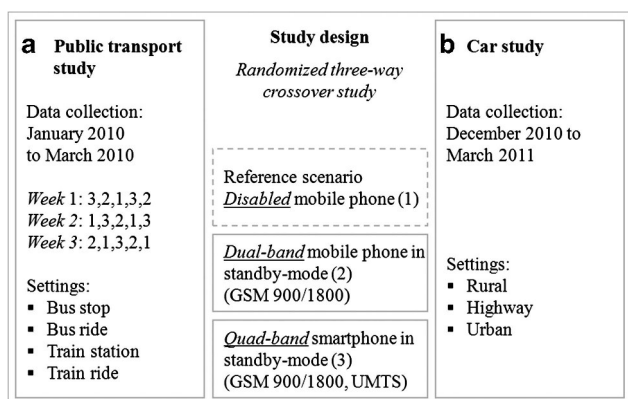 a Public transport
study
Data collection:
January 2010
to March 2010
Week 1: 3,2,1,3,2
Week 2: 1,3,2,1,3
Week 3: 2,1,3,2,1
Settings:
▪ Bus stop
▪ Bus ride
▪ Train station
▪ Train ride
Study design
Randomized three-way
crossover study
Reference scenario
Disabled mobile phone (1)
Dual-band mobile phone in
standby-mode (2)
(GSM 900/1800)
Quad-band smartphone in
standby-mode (3)
(GSM 900/1800, UMTS)
b Car study
Data collection:
December 2010 to
March 2011
Settings:
▪ Rural
▪ Highway
▪ Urban